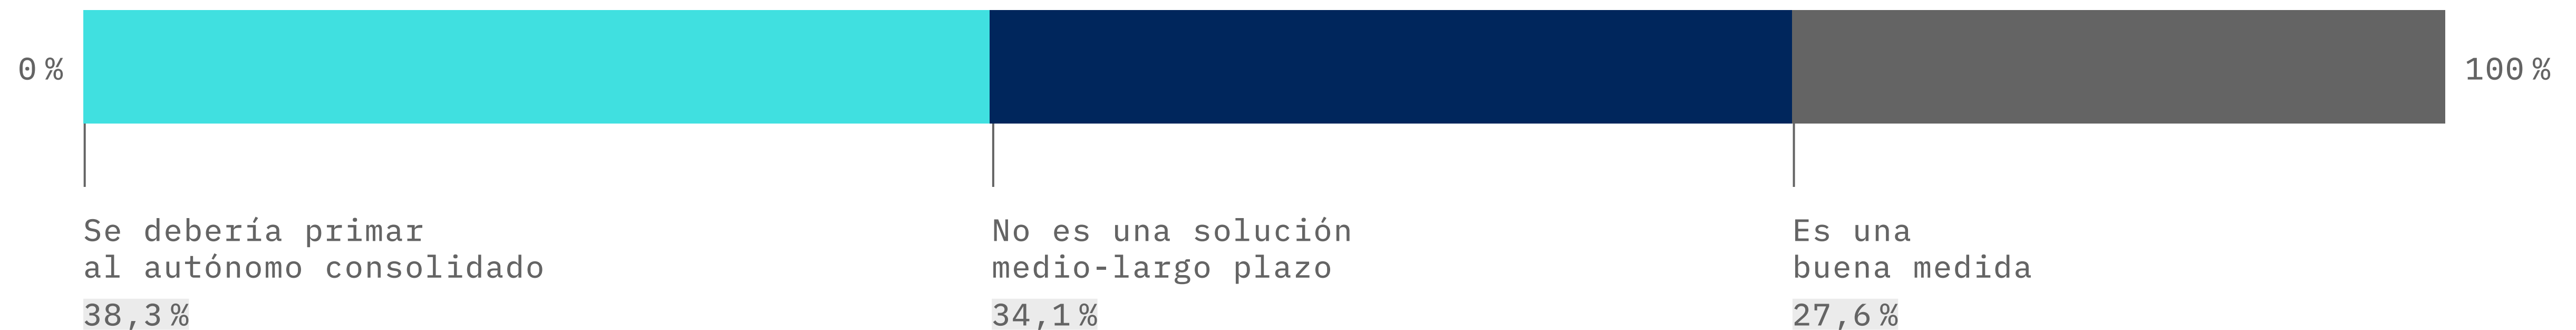 0 %
100 %
Se debería primar
al autónomo consolidado
38,3 %
No es una solución
medio-largo plazo
34,1 %
Es una
buena medida
27,6 %